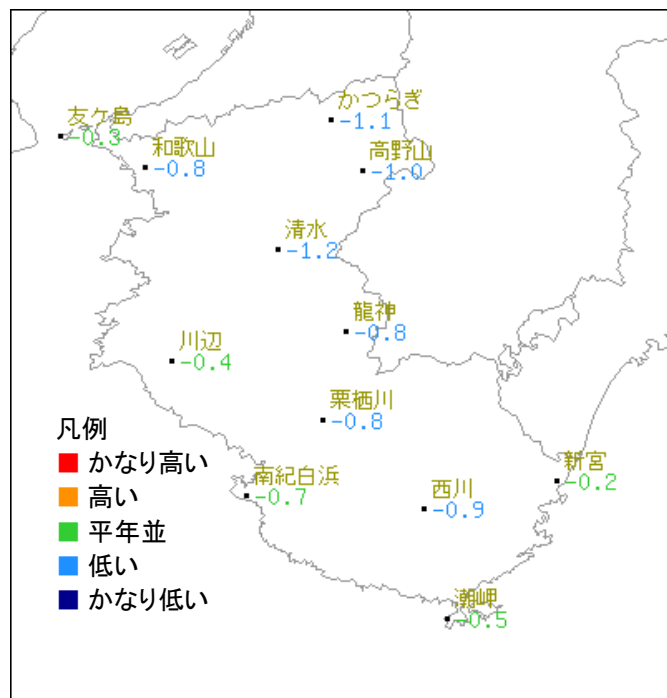 かつらぎ
-1.1
友ケ島
-0.3
和歌山
-0.8
高野山
-1.0
清水
-1.2
龍神
-0.8
川辺
-0.4
栗栖川
-0.8
新宮
-0.2
南紀白浜
-0.7
西川
-0.9
潮岬
-0.5
凡例
かなり高い
高い
平年並
低い
かなり低い